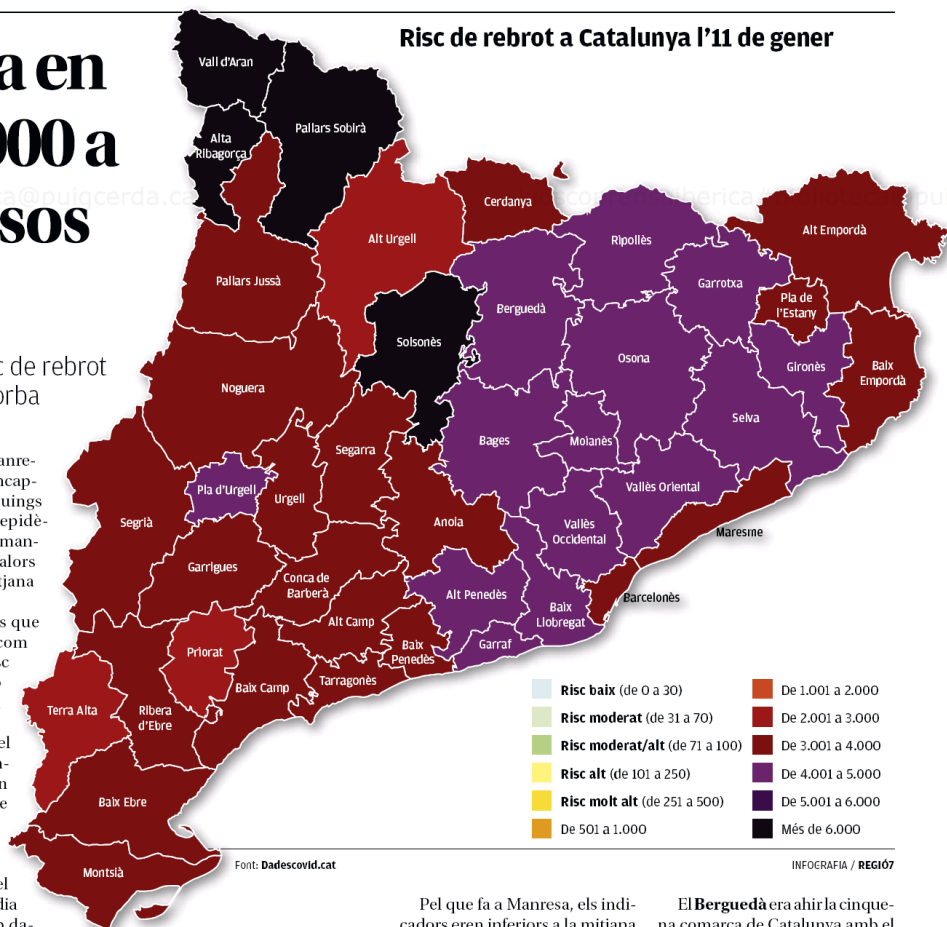 a en
000 a
sos
c de rebrot
orba
Risc de rebrot a Catalunya l'11 de gener
Vall d'Aran
Alta
Ribagorça
Pallars Sobirà
Cerdanya
Alt Urgell
Pallars Jussà
Ripollès
Alt Empordà
Garrotxa
Pla de
l'Estany
Berguedà
Solsonès
Osona
Gironès
Baix
Empordà
Noguera
Selva
Bages
Moianès
Segarra
Pla d'Urgell
Urgell
Vallès Oriental
Segrià
Anoia
Vallès
Occidental
Maresme
Garrigues
Conca de
Barberà
Alt Penedès
Barcelonès
Baix
Llobregat
Alt Camp
Garraf
Baix
Penedès
Priorat
Tarragonès
Baix Camp
Terra Alta
Ribera
d'Ebre
Baix Ebre
Montsià
Risc baix (de 0 a 30)
Risc moderat (de 31 a 70)
Risc moderat/alt (de 71 a 100)
Risc alt (de 101 a 250)
Risc molt alt (de 251 a 500)
De 501 a 1.000
De 1.001 a 2.000
De 2.001 a 3.000
De 3.001 a 4.000
De 4.001 a 5.000
De 5.001 a 6.000
Més de 6.000
Font: Dadescovid.cat
INFOGRAFIA / REGIÓ7
Pel que fa a Manresa, els indi-
cadors eren inferiors a la mitjana
El Berguedà era ahir la cinque-
na comarca de Catalunya amb el